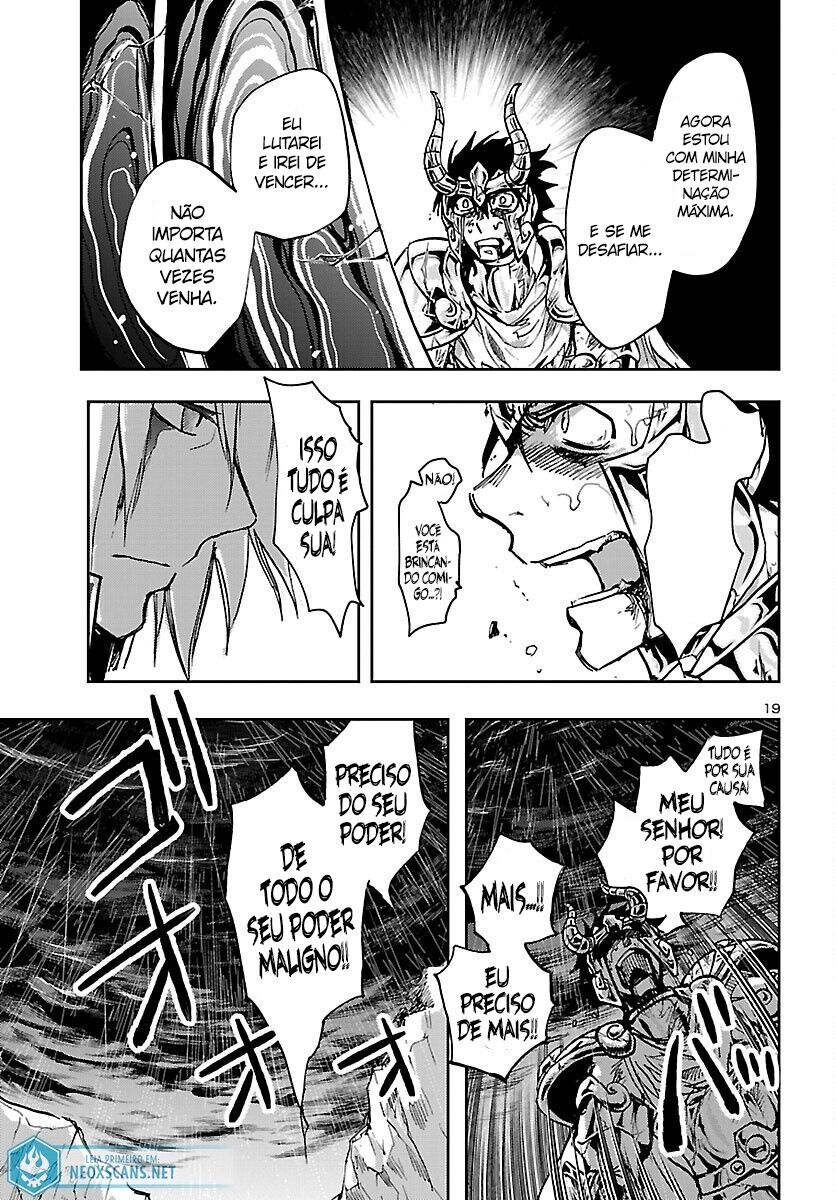 AGORA
ESTOU
COM MINHA
DETERMI-
NAÇÃO
MÁXIMA.
E SE ME
DESAFIAR...
EU
LUTAREI
E IREI DE
VENCER...
NÃO
IMPORTA
QUANTAS
VEZES
VENHA.
NÃO!
VOCÊ
ESTÁ
BRINCAN-
DO COMI-
GO...?!
ISSO
TUDO É
CULPA
SUA!
19
TUDO É
POR SUA
CAUSA!
MEU
SENHOR!
POR
FAVOR!!
MAIS...!!
EU
PRECISO
DE MAIS!!
PRECISO
DO SEU
PODER!
DE
TODO O
SEU PODER
MALIGNO!!
ゴオオオオ
LEIA PRIMEIRO EM:
NEOXSCANS.NET